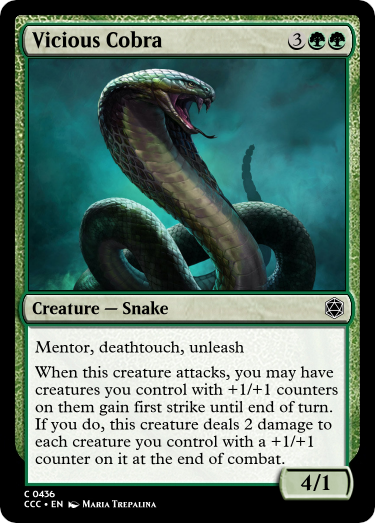 Vicious Cobra 3
Creature — Snake
Mentor, deathtouch, unleash
When this creature attacks, you may have
creatures you control with +1/+1 counters
on them gain first strike until end of turn.
If you do, this creature deals 2 damage to
each creature you control with a +1/+1
counter on it at the end of combat.
4/1
C 0436
CCC • EN Maria Trepalina